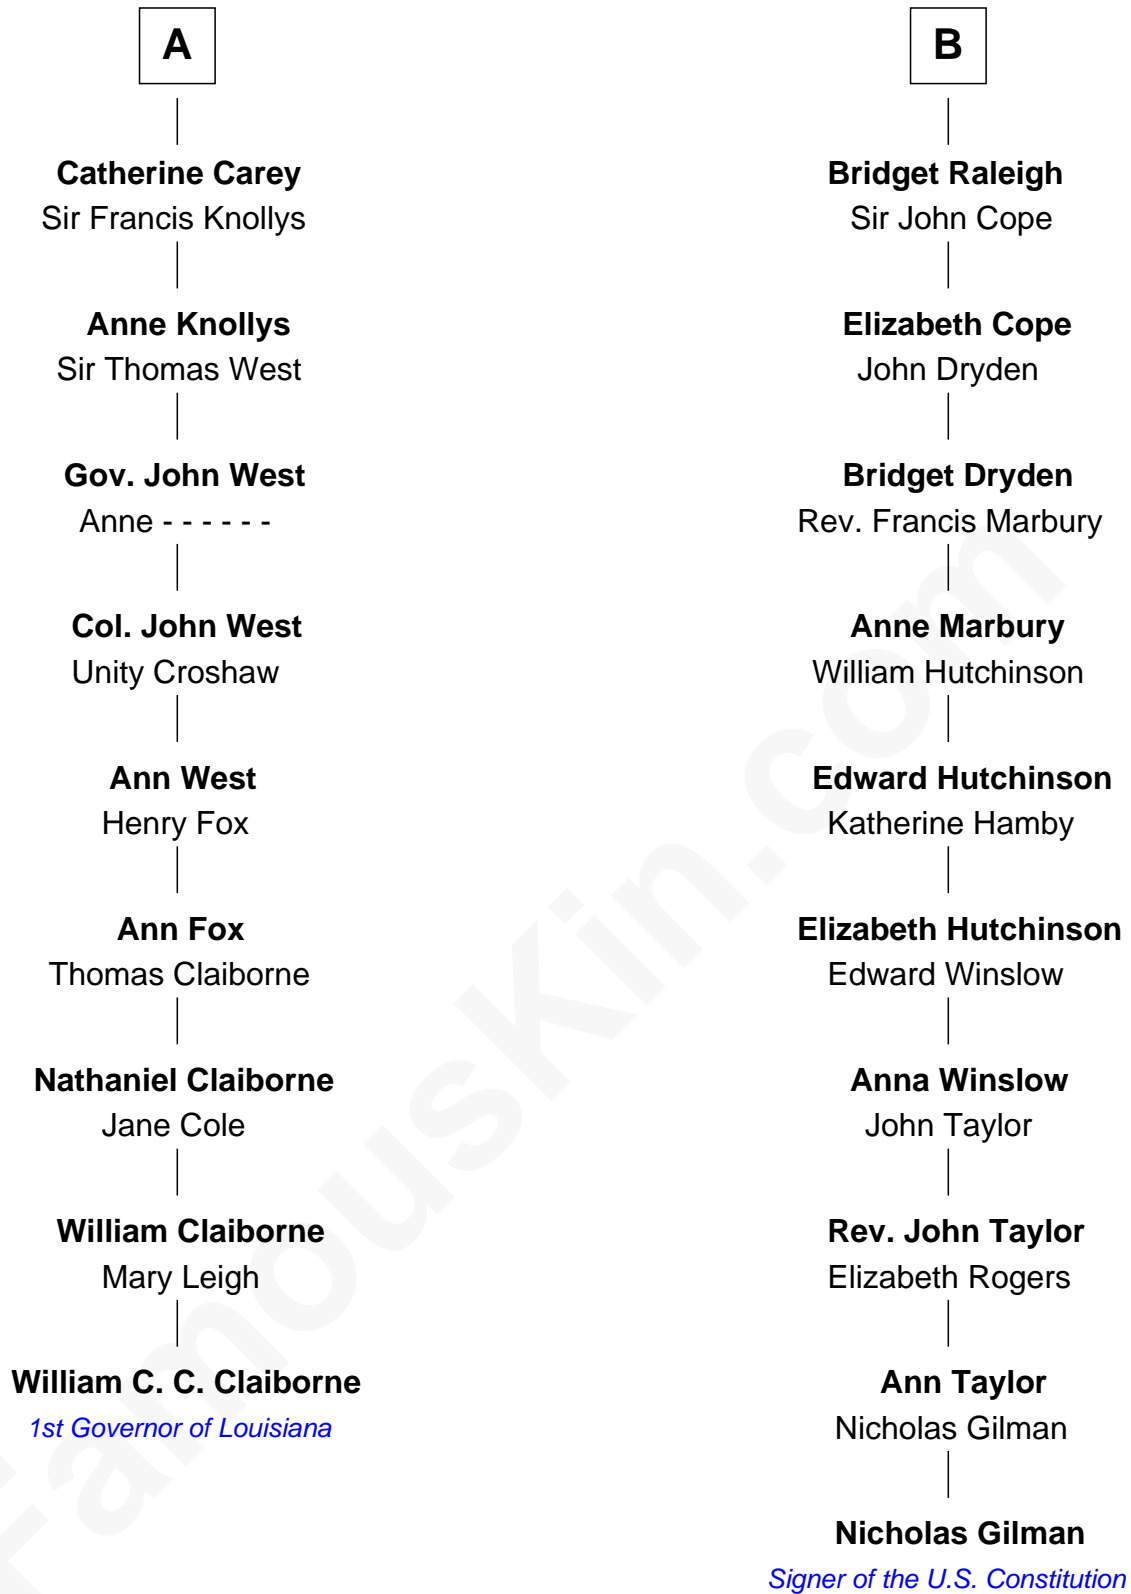 A
Catherine Carey
Sir Francis Knollys
Anne Knollys
Sir Thomas West
Gov. John West
Anne - - - - - -
Col. John West
Unity Croshaw
Ann West
Henry Fox
Ann Fox
Thomas Claiborne
Nathaniel Claiborne
Jane Cole
William Claiborne
Mary Leigh
William C. C. Claiborne
1st Governor of Louisiana
B
Bridget Raleigh
Sir John Cope
Elizabeth Cope
John Dryden
Bridget Dryden
Rev. Francis Marbury
Anne Marbury
William Hutchinson
Edward Hutchinson
Katherine Hamby
Elizabeth Hutchinson
Edward Winslow
Anna Winslow
John Taylor
Rev. John Taylor
Elizabeth Rogers
Ann Taylor
Nicholas Gilman
Nicholas Gilman
Signer of the U.S. Constitution
FamousKin.com